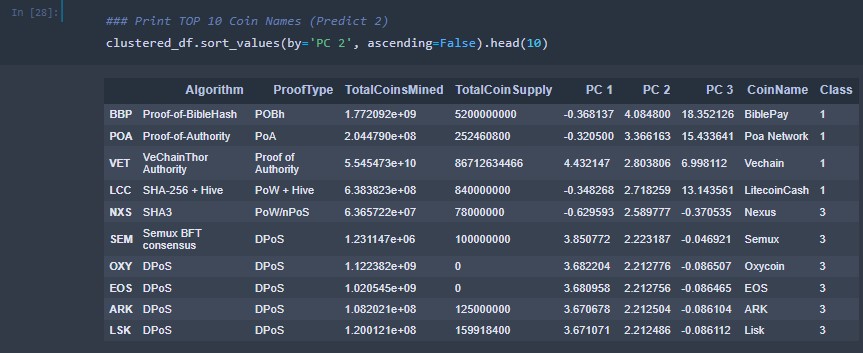 In [28]:
### Print TOP 10 Coin Names (Predict 2)
clustered_df.sort_values(by='PC 2', ascending=False).head(10)
Algorithm ProofType TotalCoinsMined TotalCoinSupply PC 1 PC 2 PC 3 CoinName Class
BBP Proof-of-BibleHash POBh 1.772092e+09 5200000000 -0.368137 4.084800 18.352126 BiblePay 1
POA Proof-of-Authority PoA 2.044790e+08 252460800 -0.320500 3.366163 15.433641 Poa Network 1
VET VeChainThor Authority Proof of Authority 5.545473e+10 86712634466 4.432147 2.803806 6.998112 Vechain 1
LCC SHA-256 + Hive PoW + Hive 6.383823e+08 840000000 -0.348268 2.718259 13.143561 LitecoinCash 1
NXS SHA3 PoW/nPoS 6.365722e+07 78000000 -0.629593 2.589777 -0.370535 Nexus 3
SEM Semux BFT consensus DPoS 1.231147e+06 100000000 3.850772 2.223187 -0.046921 Semux 3
OXY DPoS DPoS 1.122382e+09 0 3.682204 2.212776 -0.086507 Oxycoin 3
EOS DPoS DPoS 1.020545e+09 0 3.680958 2.212756 -0.086465 EOS 3
ARK DPoS DPoS 1.082021e+08 125000000 3.670678 2.212504 -0.086104 ARK 3
LSK DPoS DPoS 1.200121e+08 159918400 3.671071 2.212486 -0.086112 Lisk 3